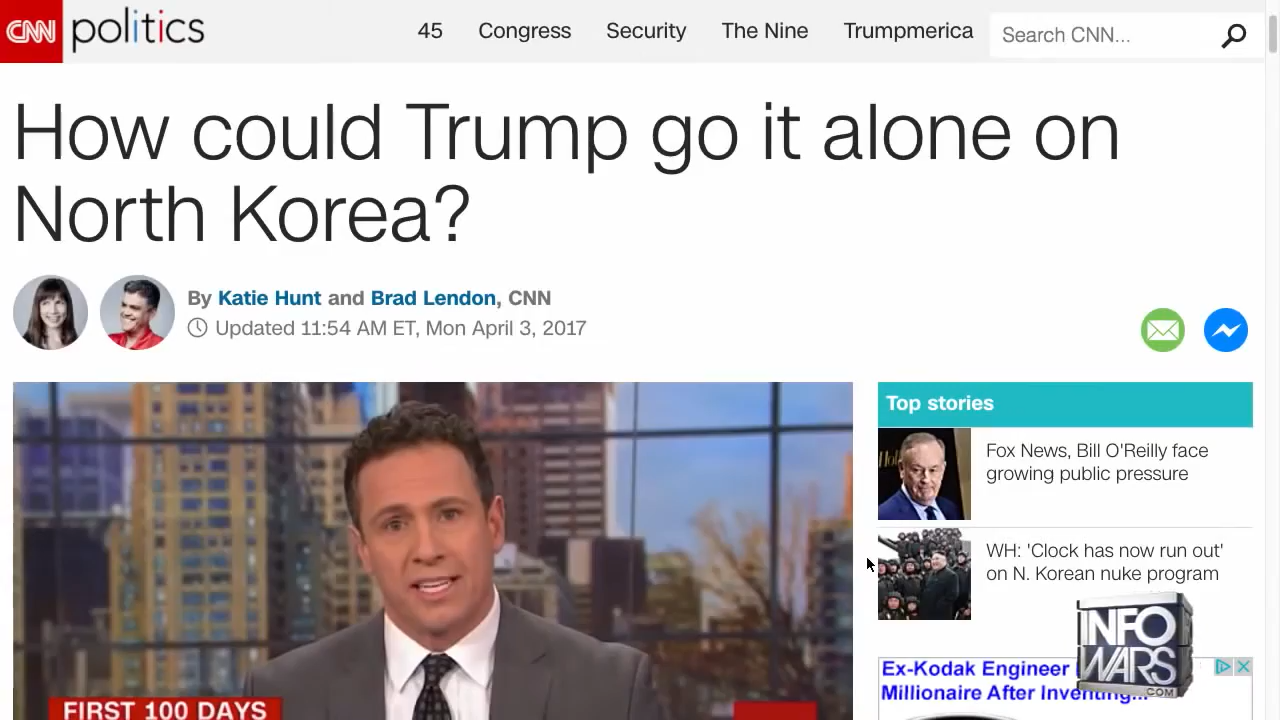 CNN politics
45 Congress Security The Nine Trumpmerica
Search CNN...
How could Trump go it alone on
North Korea?
By Katie Hunt and Brad Lendon, CNN
Updated 11:54 AM ET, Mon April 3, 2017
FIRST 100 DAYS
Top stories
Fox News, Bill O'Reilly face
growing public pressure
WH: 'Clock has now run out'
on N. Korean nuke program
Ex-Kodak Engineer
Millionaire After Inventing...
INFO
WARS
.COM